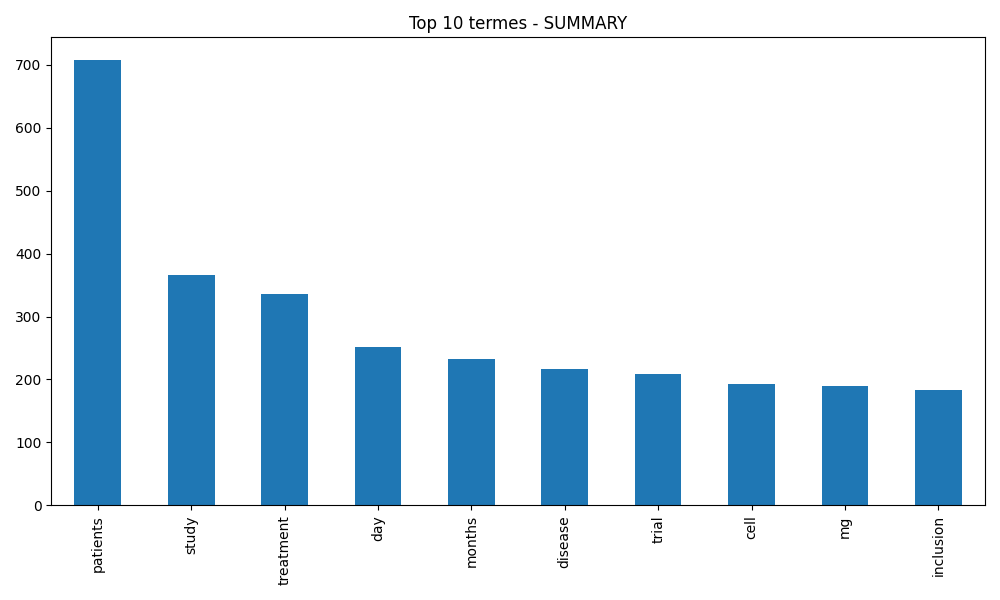 Top 10 termes - SUMMARY
700
600
500
400
300
200
100
0
patients
study
treatment
day
months
disease
trial
cell
mg
inclusion